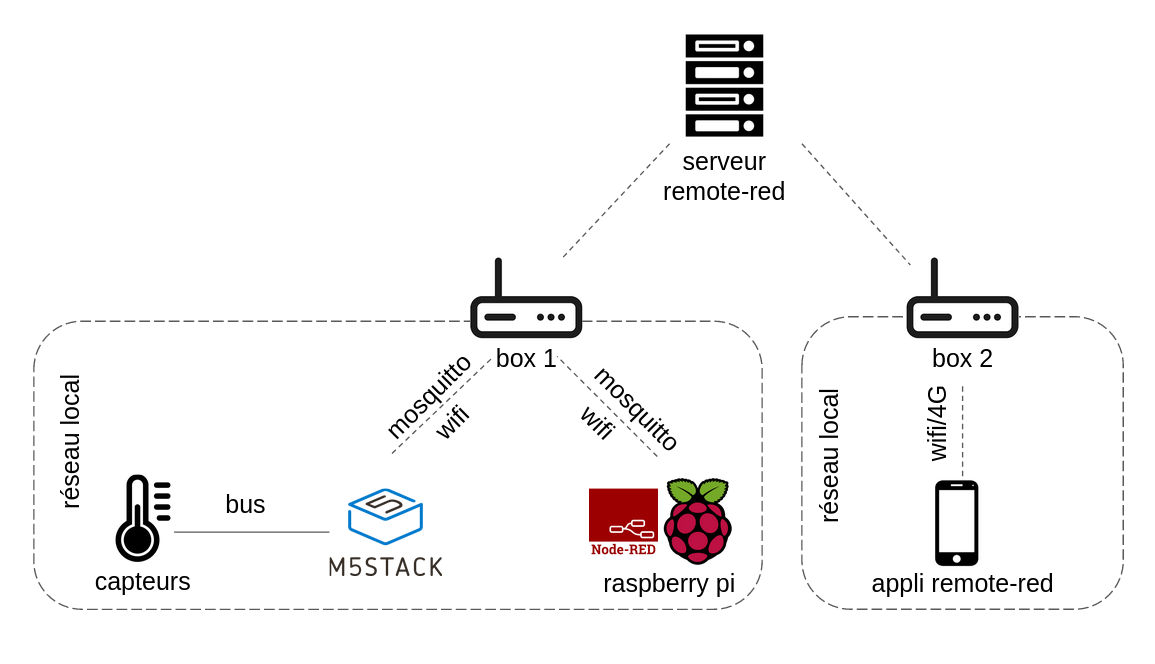 serveur
remote-red
box 1
box 2
réseau local
mosquitto
wifi
mosquitto
wifi
réseau local
wifi/4G
bus
capteurs
M5STACK
Node-RED
raspberry pi
appli remote-red